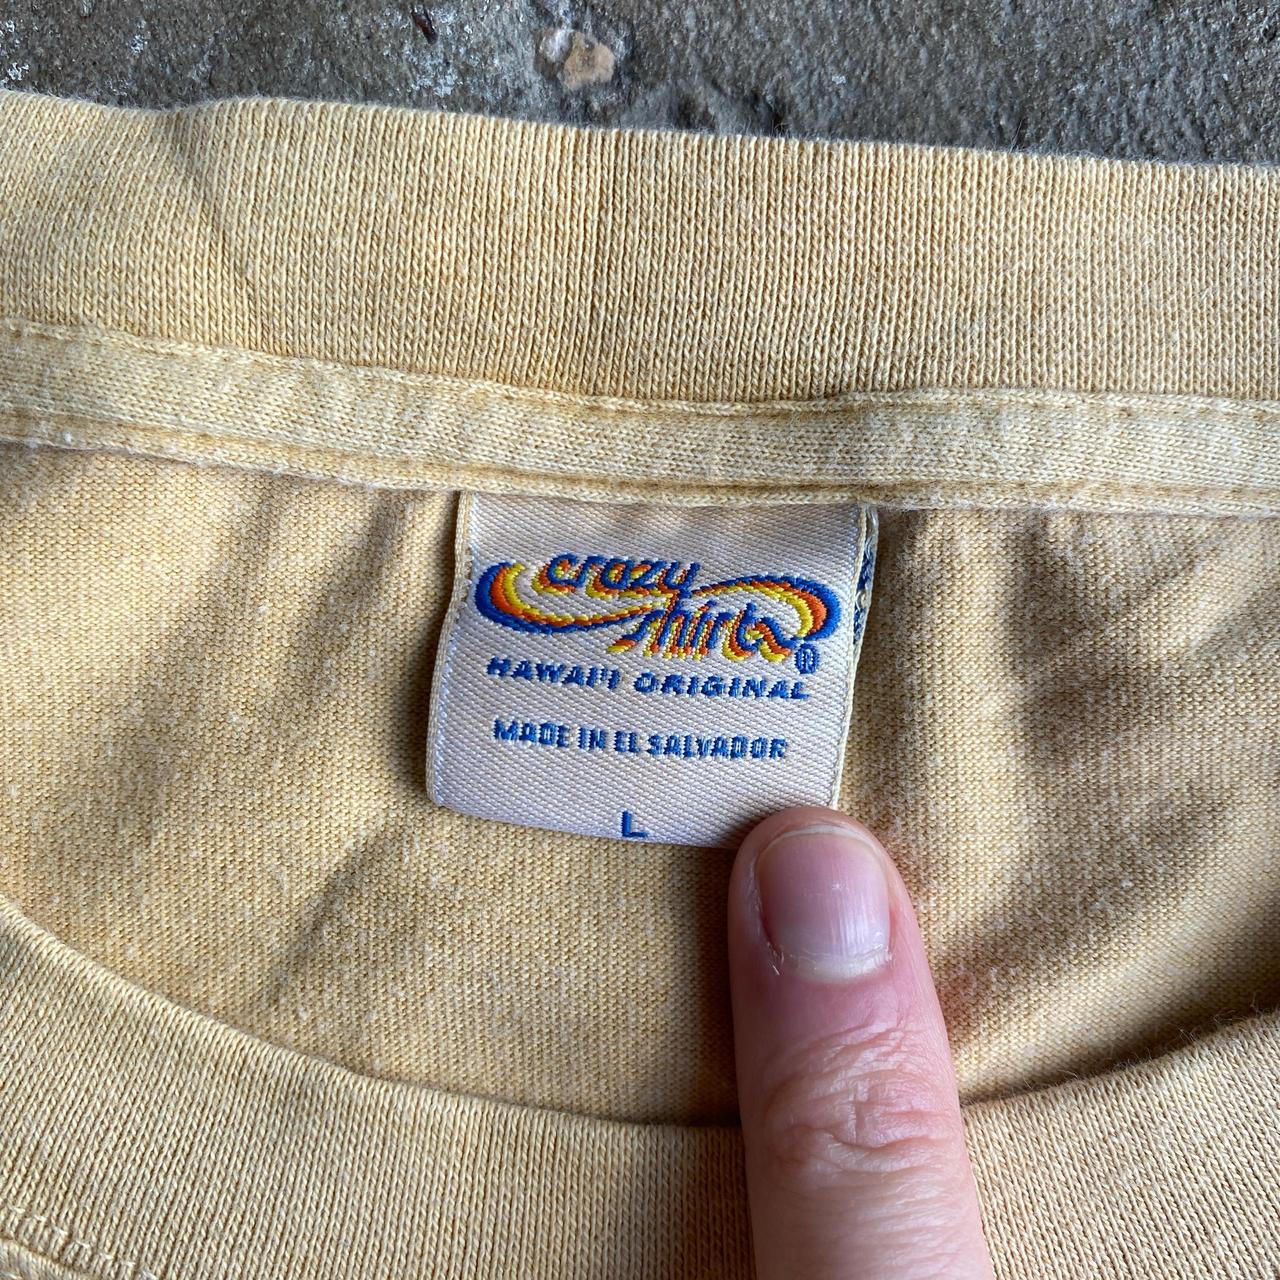 crazy
shirts®
HAWAI'I ORIGINAL
MADE IN EL SALVADOR
L